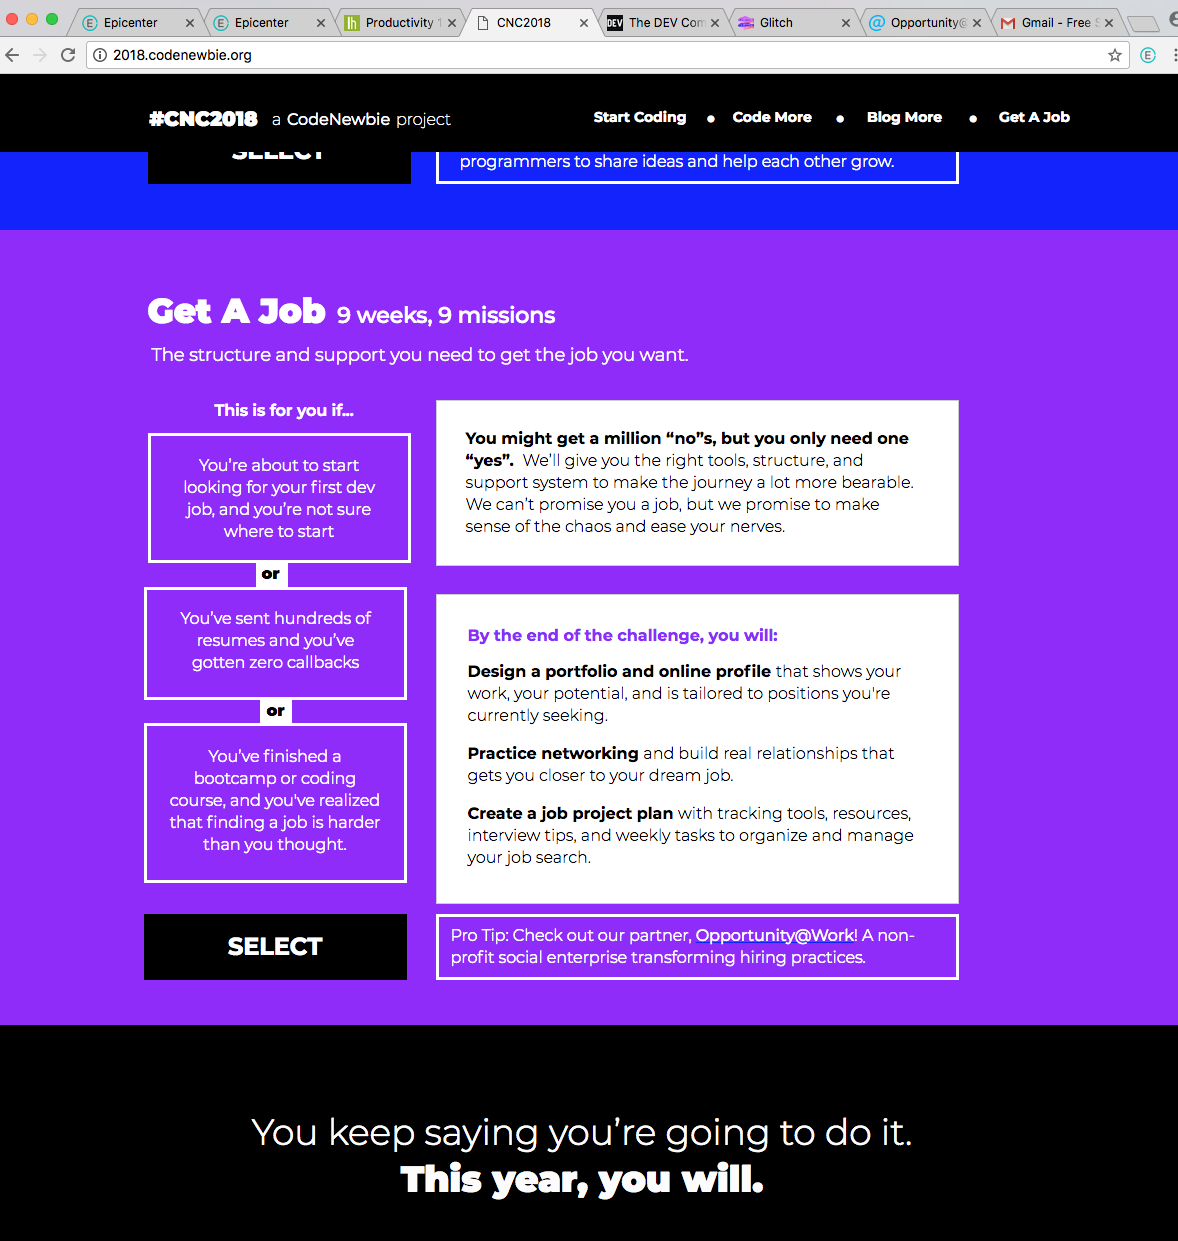 Epicenter
Epicenter
Productivity 1
CNC2018
The DEV Com
Glitch
Opportunity@
Gmail - Free
2018.codenewbie.org
#CNC2018 a CodeNewbie project
Start Coding • Code More • Blog More • Get A Job
SELECT
programmers to share ideas and help each other grow.
Get A Job 9 weeks, 9 missions
The structure and support you need to get the job you want.
This is for you if...
You're about to start
looking for your first dev
job, and you're not sure
where to start
or
You've sent hundreds of
resumes and you've
gotten zero callbacks
or
You've finished a
bootcamp or coding
course, and you've realized
that finding a job is harder
than you thought.
SELECT
You might get a million “no”s, but you only need one
“yes”. We'll give you the right tools, structure, and
support system to make the journey a lot more bearable.
We can't promise you a job, but we promise to make
sense of the chaos and ease your nerves.
By the end of the challenge, you will:
Design a portfolio and online profile that shows your
work, your potential, and is tailored to positions you're
currently seeking.
Practice networking and build real relationships that
gets you closer to your dream job.
Create a job project plan with tracking tools, resources,
interview tips, and weekly tasks to organize and manage
your job search.
Pro Tip: Check out our partner, Opportunity@Work! A non-
profit social enterprise transforming hiring practices.
You keep saying you're going to do it.
This year, you will.